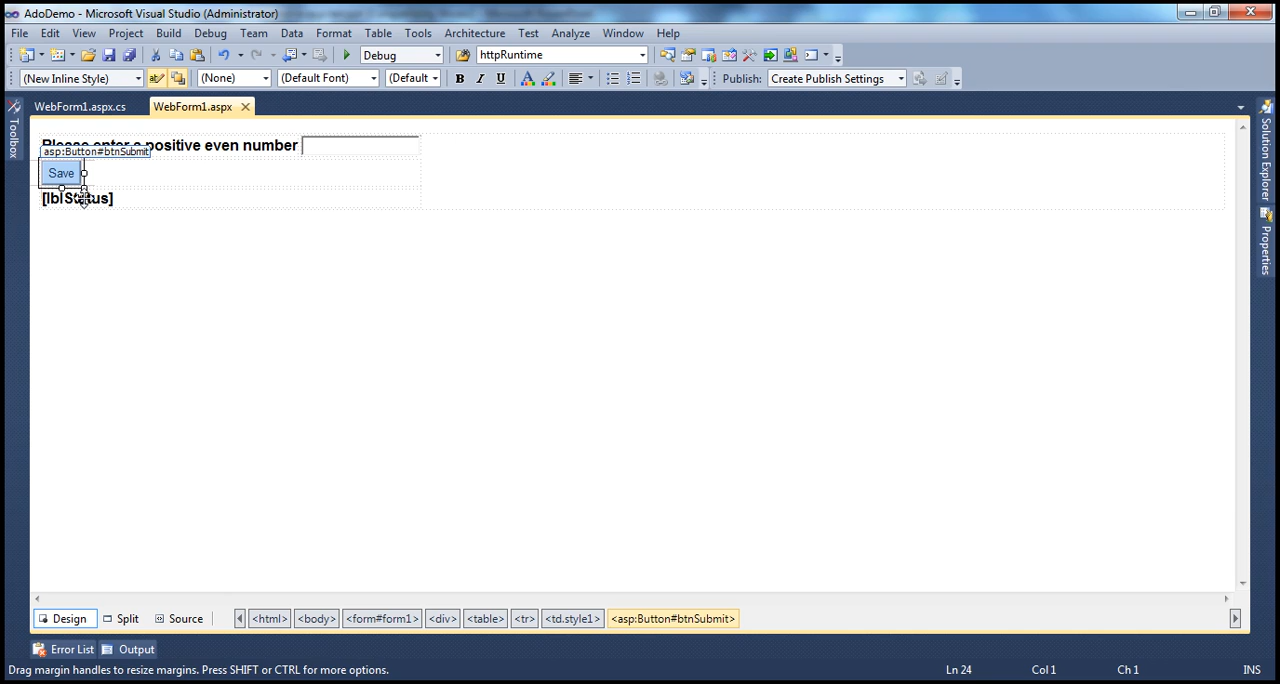 AdoDemo - Microsoft Visual Studio (Administrator)
File Edit View Project Build Debug Team Data Format Table Tools Architecture Test Analyze Window Help
Debug httpRuntime
(New Inline Style) (None) (Default Font) (Default B I U A Publish: Create Publish Settings
WebForm1.aspx.cs WebForm1.aspx
Toolbox
Solution Explorer
Properties
Please enter a positive even number
asp:Button#btnSubmit
Save
[lblStatus]
Design Split Source <html> <body> <form#form1> <div> <table> <tr> <td.style1> <asp:Button#btnSubmit>
Error List Output
Drag margin handles to resize margins. Press SHIFT or CTRL for more options. Ln 24 Col 1 Ch 1 INS